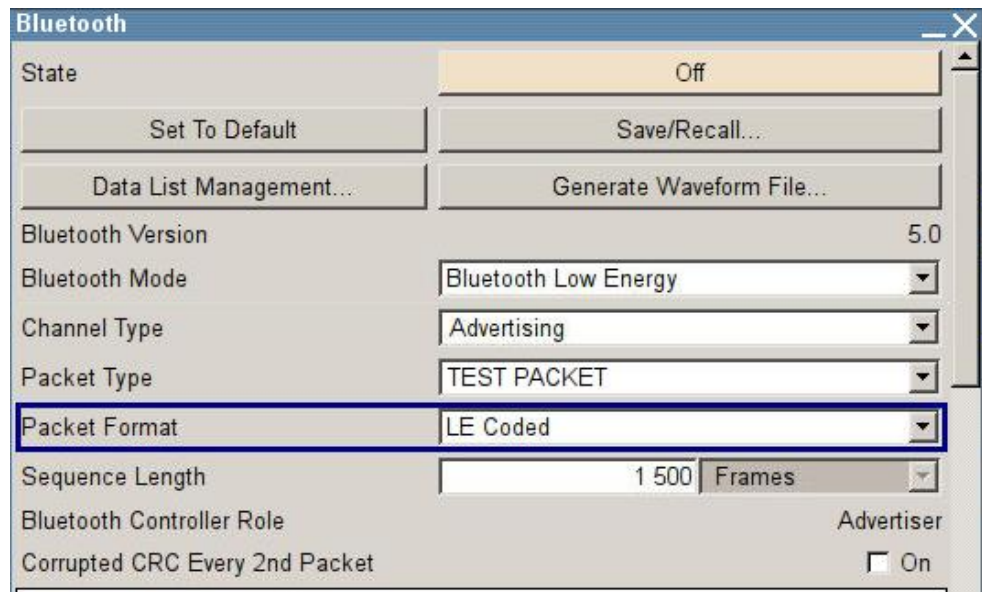 Bluetooth
State Off
Set To Default Save/Recall...
Data List Management... Generate Waveform File...
Bluetooth Version 5.0
Bluetooth Mode Bluetooth Low Energy
Channel Type Advertising
Packet Type TEST PACKET
Packet Format LE Coded
Sequence Length 1 500 Frames
Bluetooth Controller Role Advertiser
Corrupted CRC Every 2nd Packet On